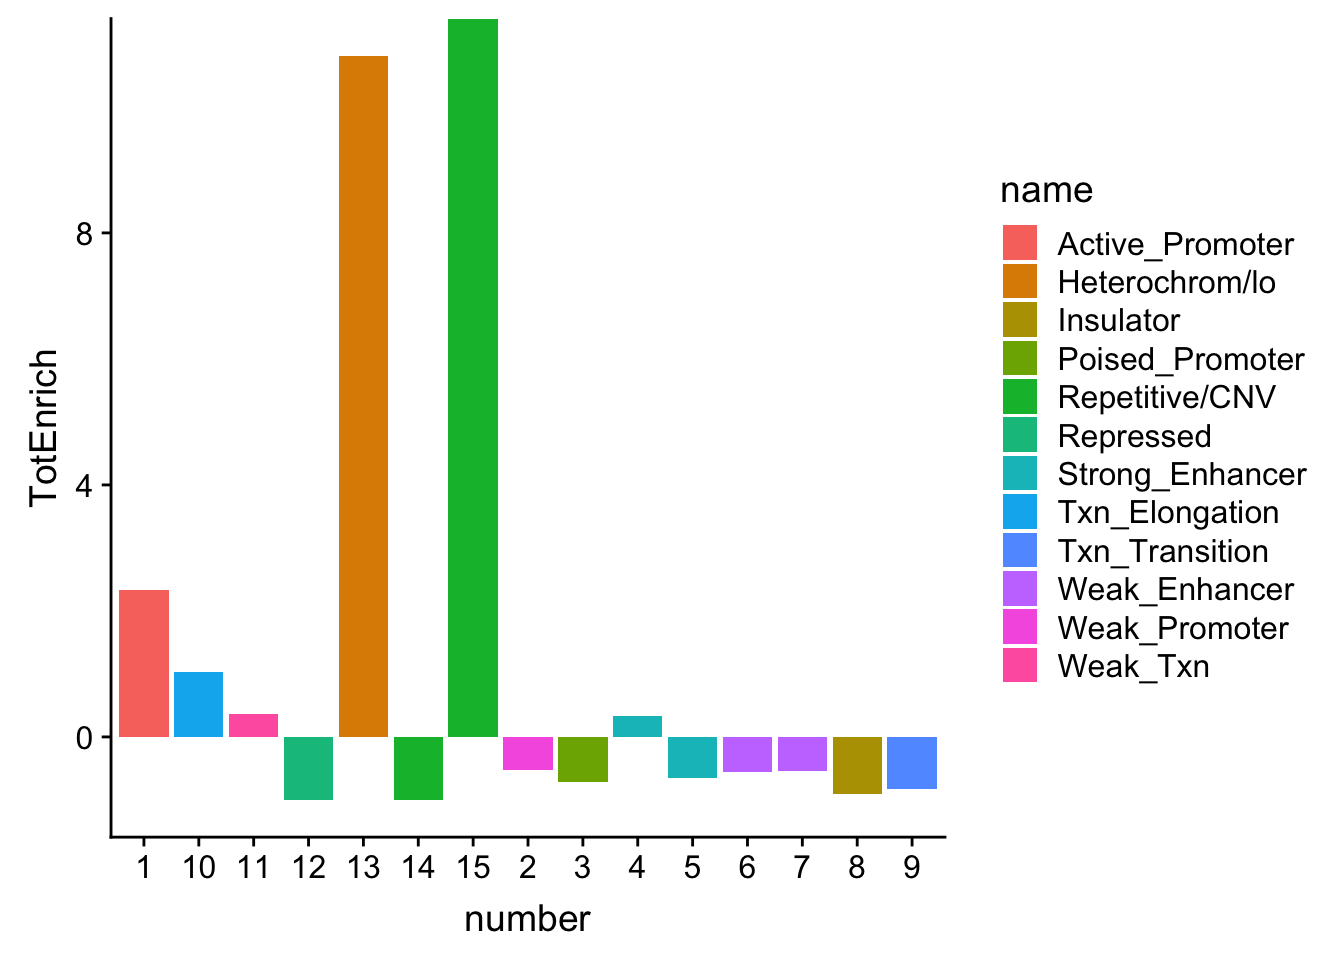 8
4
0
TotEnrich
1 10 11 12 13 14 15 2 3 4 5 6 7 8 9
number
name
Active_Promoter
Heterochrom/lo
Insulator
Poised_Promoter
Repetitive/CNV
Repressed
Strong_Enhancer
Txn_Elongation
Txn_Transition
Weak_Enhancer
Weak_Promoter
Weak_Txn